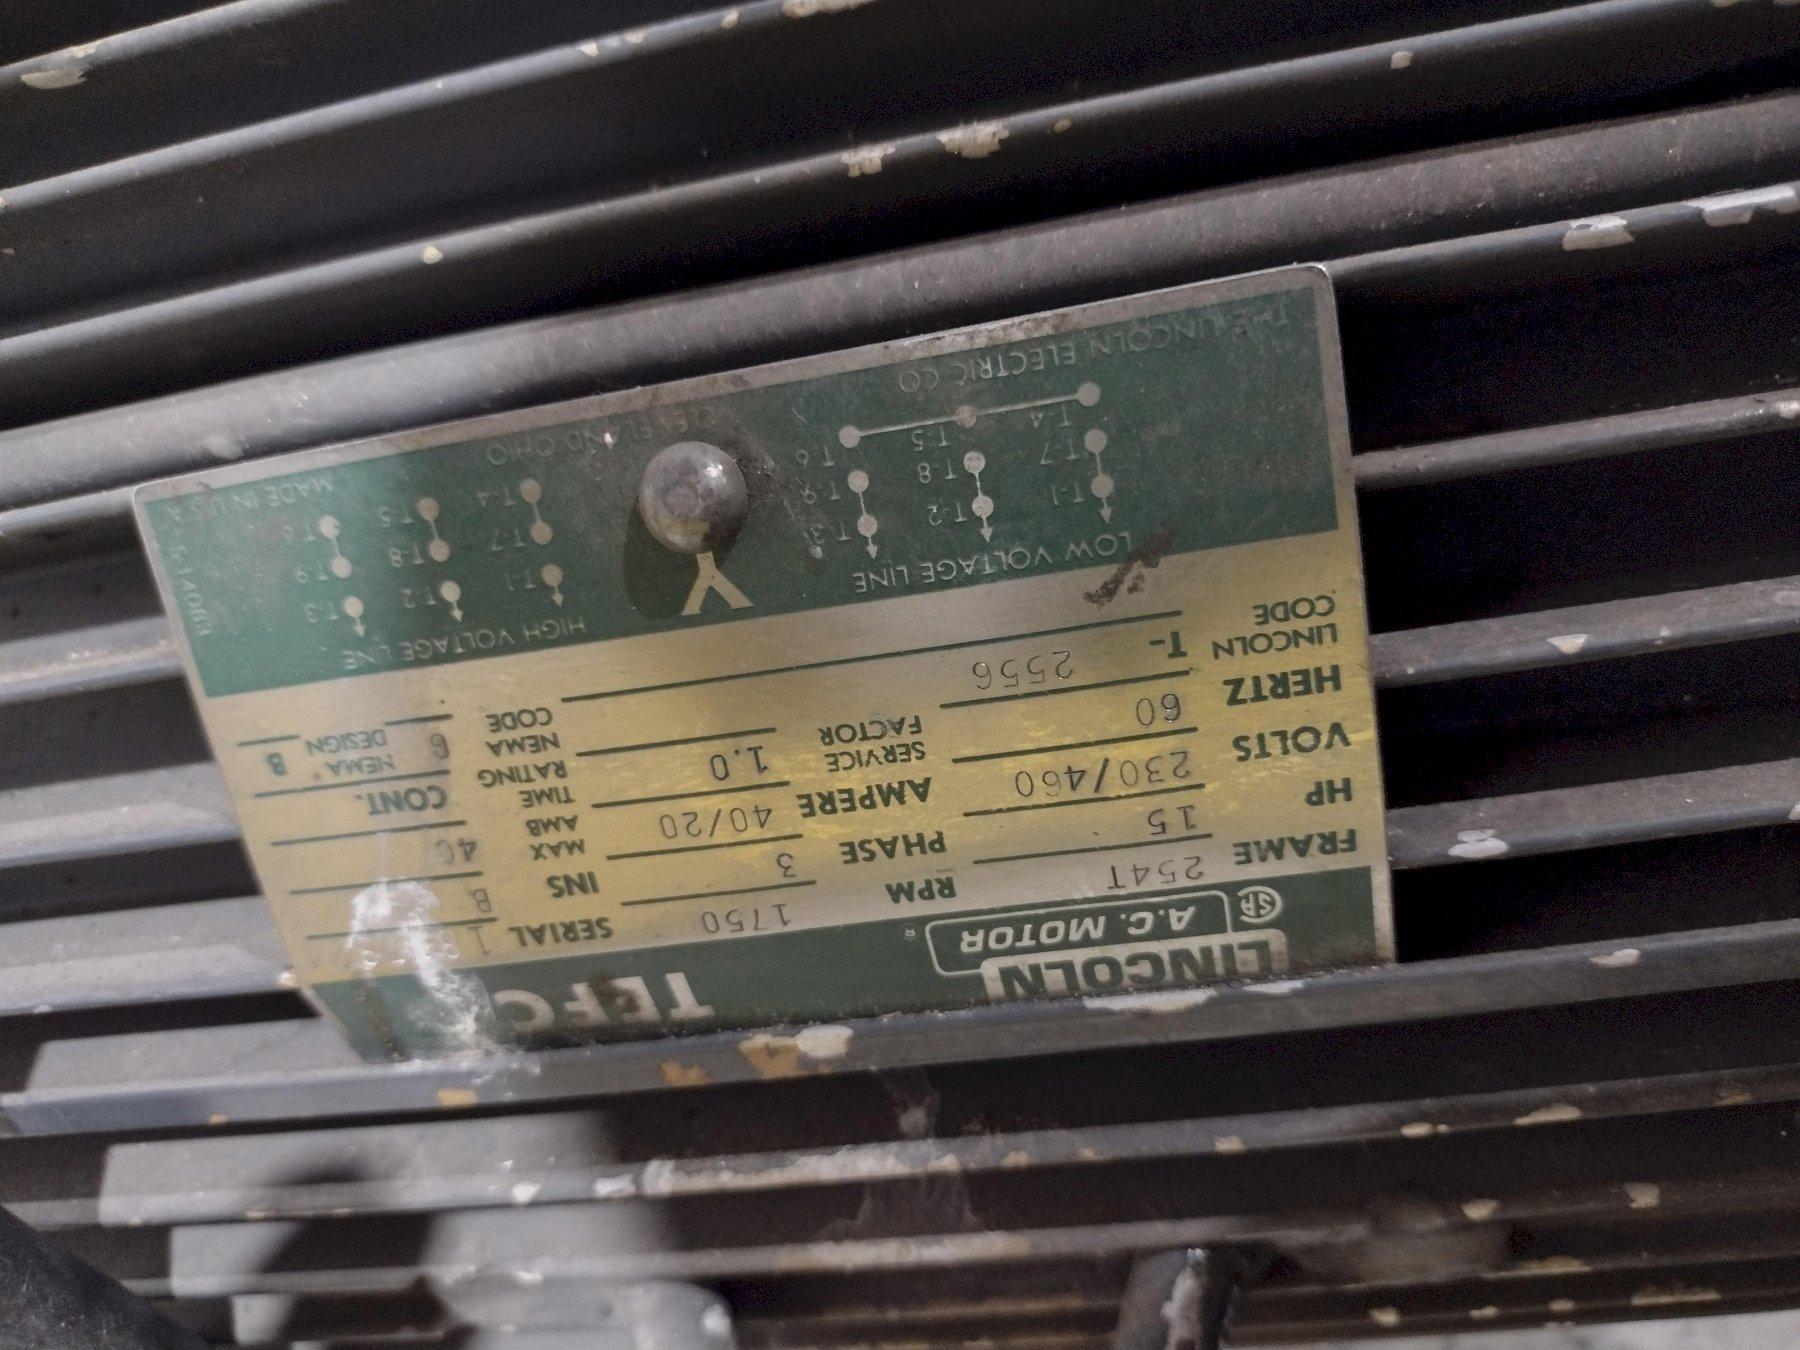 LINCOLN TEFC
A.C. MOTOR R
SA
FRAME 254T RPM 1750 SERIAL
HP 15 PHASE 3 INS B
VOLTS 230/460 AMPERE 40/20 MAX AMB 40
HERTZ 60 SERVICE FACTOR 1.0 TIME RATING CONT.
LINCOLN CODE T- 2556 NEMA CODE G NEMA DESIGN B
LOW VOLTAGE LINE Y HIGH VOLTAGE LINE
T-1 T-2 T-3 T-1 T-2 T-3
T-7 T-8 T-9 T-7 T-8 T-9
T-4 T-5 T-6 T-4 T-5 T-6
THE LINCOLN ELECTRIC CO OHIO MADE IN U.S.A.